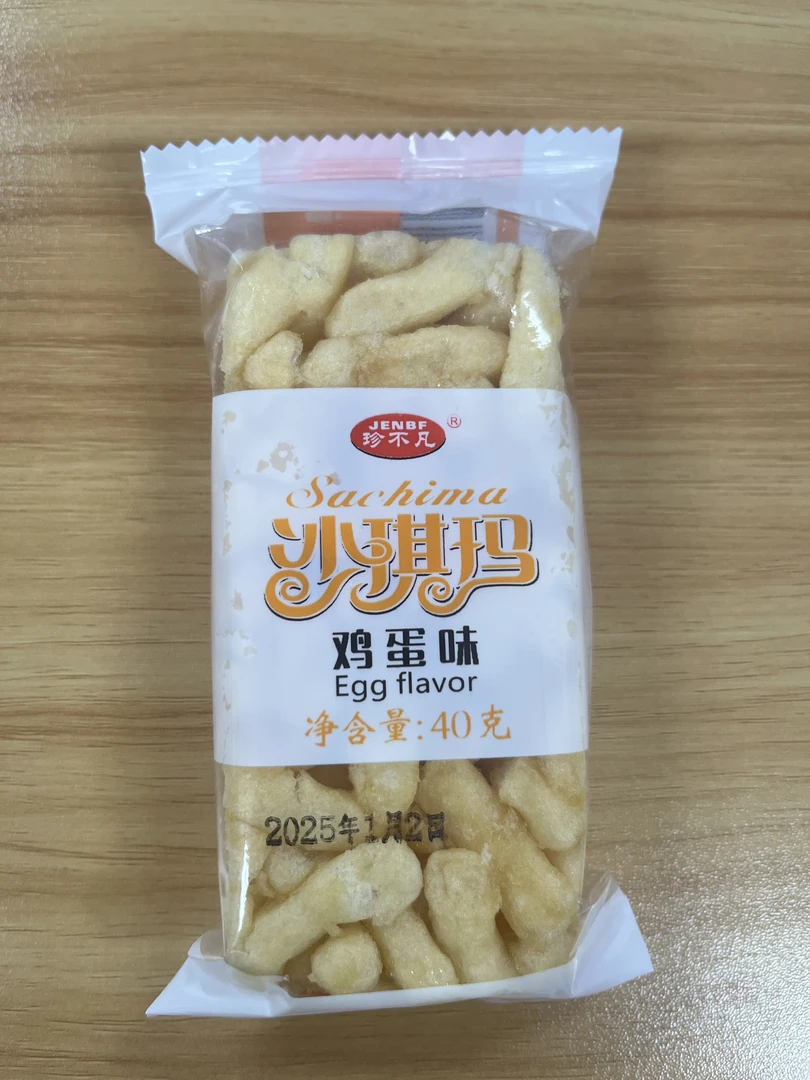 JENBF
珍不凡 ®
Sachima
沙琪玛
鸡蛋味
Egg flavor
净含量:40克
2025年1月2日